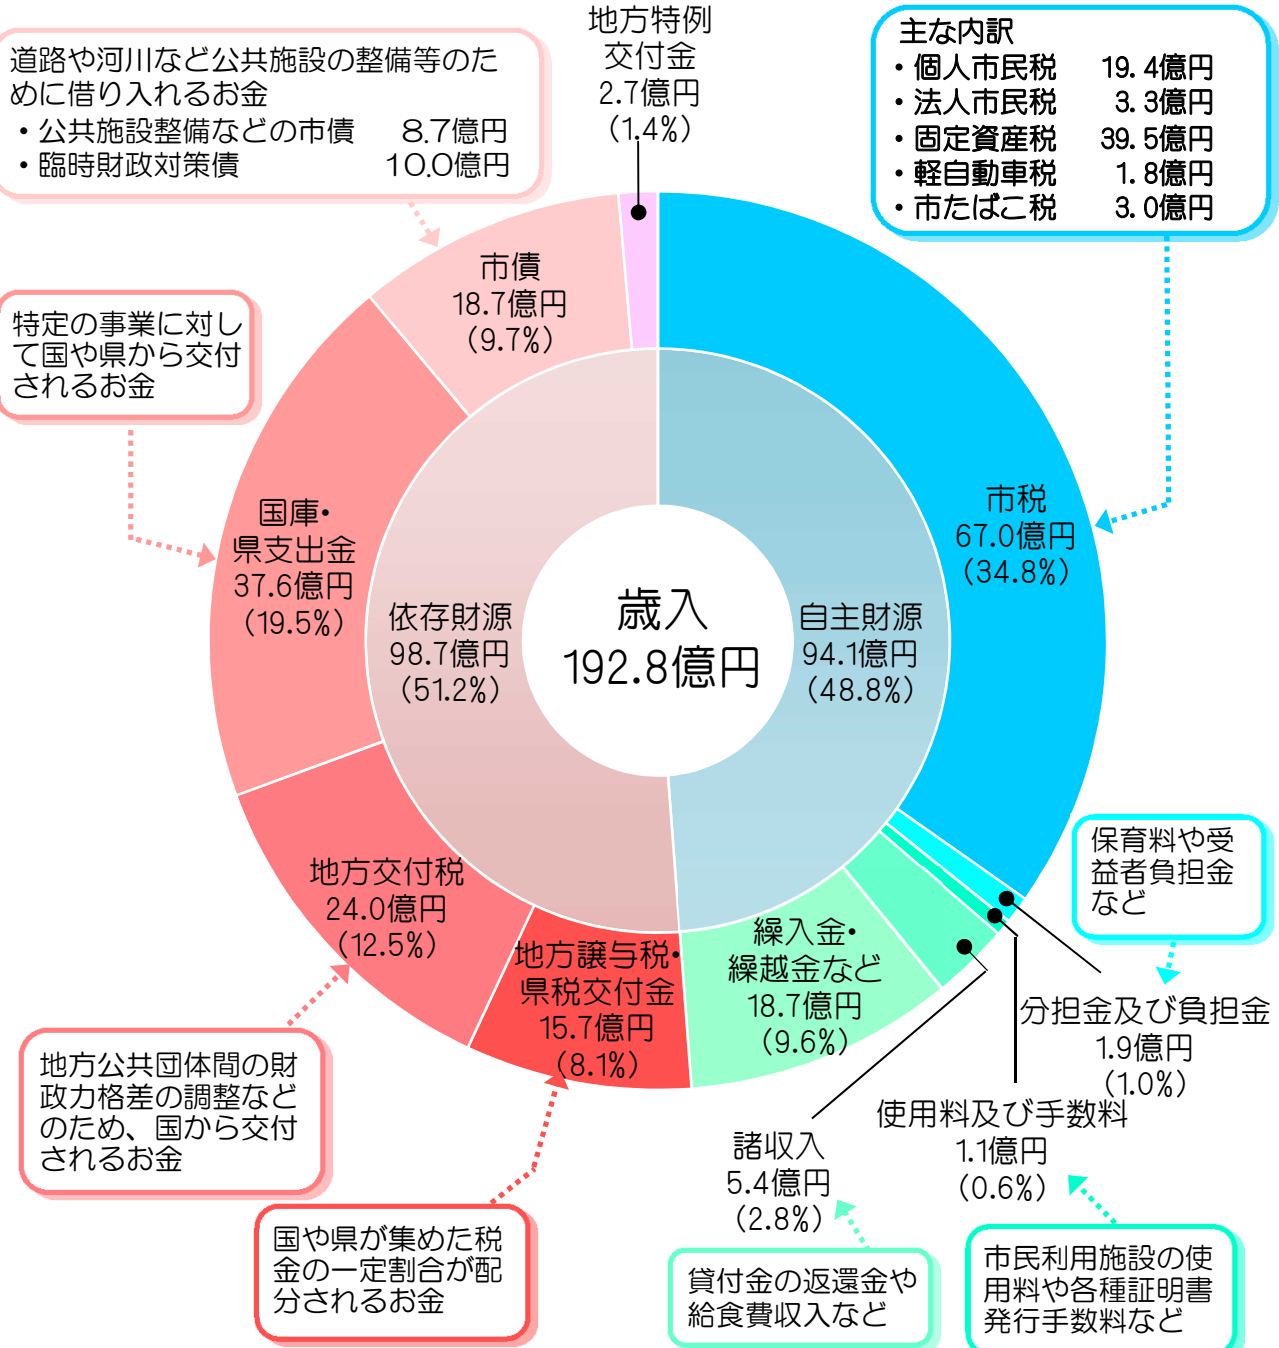 地方特例
交付金
2.7億円
(1.4%)
道路や河川など公共施設の整備等のた
めに借り入れるお金
・公共施設整備などの市債 8.7億円
・臨時財政対策債 10.0億円
主な内訳
・個人市民税 19.4億円
・法人市民税 3.3億円
・固定資産税 39.5億円
・軽自動車税 1.8億円
・市たばこ税 3.0億円
市債
18.7億円
(9.7%)
特定の事業に対し
て国や県から交付
されるお金
国庫・
県支出金
37.6億円
(19.5%)
市税
67.0億円
(34.8%)
依存財源
98.7億円
(51.2%)
歳入
192.8億円
自主財源
94.1億円
(48.8%)
地方交付税
24.0億円
(12.5%)
地方譲与税・
県税交付金
15.7億円
(8.1%)
繰入金・
繰越金など
18.7億円
(9.6%)
保育料や受
益者負担金
など
分担金及び負担金
1.9億円
(1.0%)
使用料及び手数料
1.1億円
(0.6%)
諸収入
5.4億円
(2.8%)
地方公共団体間の財
政力格差の調整など
のため、国から交付
されるお金
国や県が集めた税
金の一定割合が配
分されるお金
貸付金の返還金や
給食費収入など
市民利用施設の使
用料や各種証明書
発行手数料など